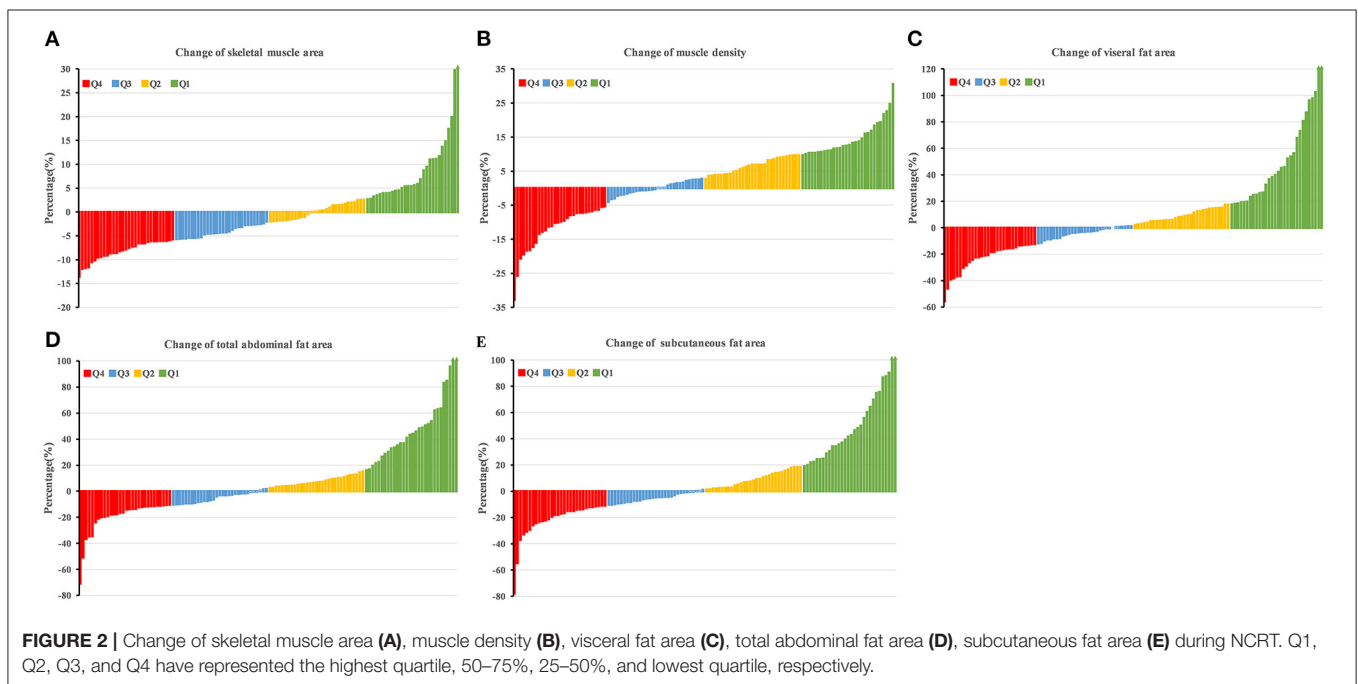 A
Change of skeletal muscle area
Percentage(%)
30
25
20
15
10
5
0
-5
-10
-15
-20
Q4 Q3 Q2 Q1
B
Change of muscle density
Percentage(%)
35
25
15
5
-5
-15
-25
-35
Q4 Q3 Q2 Q1
C
Change of viseral fat area
Percentage(%)
120
100
80
60
40
20
0
-20
-40
-60
Q4 Q3 Q2 Q1
D
Change of total abdominal fat area
Percentage(%)
100
80
60
40
20
0
-20
-40
-60
-80
Q4 Q3 Q2 Q1
E
Change of subcutaneous fat area
Percentage(%)
100
80
60
40
20
0
-20
-40
-60
-80
Q4 Q3 Q2 Q1
FIGURE 2 | Change of skeletal muscle area (A), muscle density (B), visceral fat area (C), total abdominal fat area (D), subcutaneous fat area (E) during NCRT. Q1,
Q2, Q3, and Q4 have represented the highest quartile, 50–75%, 25–50%, and lowest quartile, respectively.